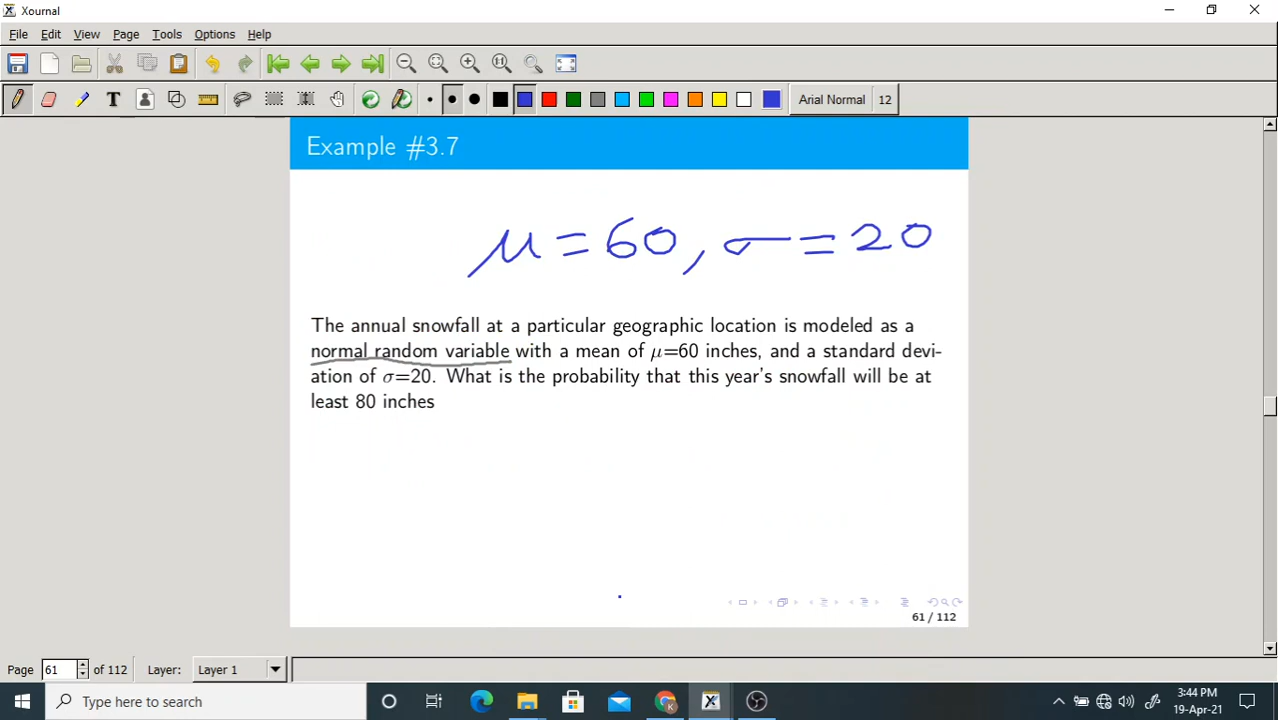 Xournal
File Edit View Page Tools Options Help
T Arial Normal 12
Example #3.7
μ=60, σ=20
The annual snowfall at a particular geographic location is modeled as a
normal random variable with a mean of μ=60 inches, and a standard devi-
ation of σ=20. What is the probability that this year's snowfall will be at
least 80 inches
61 / 112
Page 61 of 112 Layer: Layer 1
Type here to search
3:44 PM
19-Apr-21